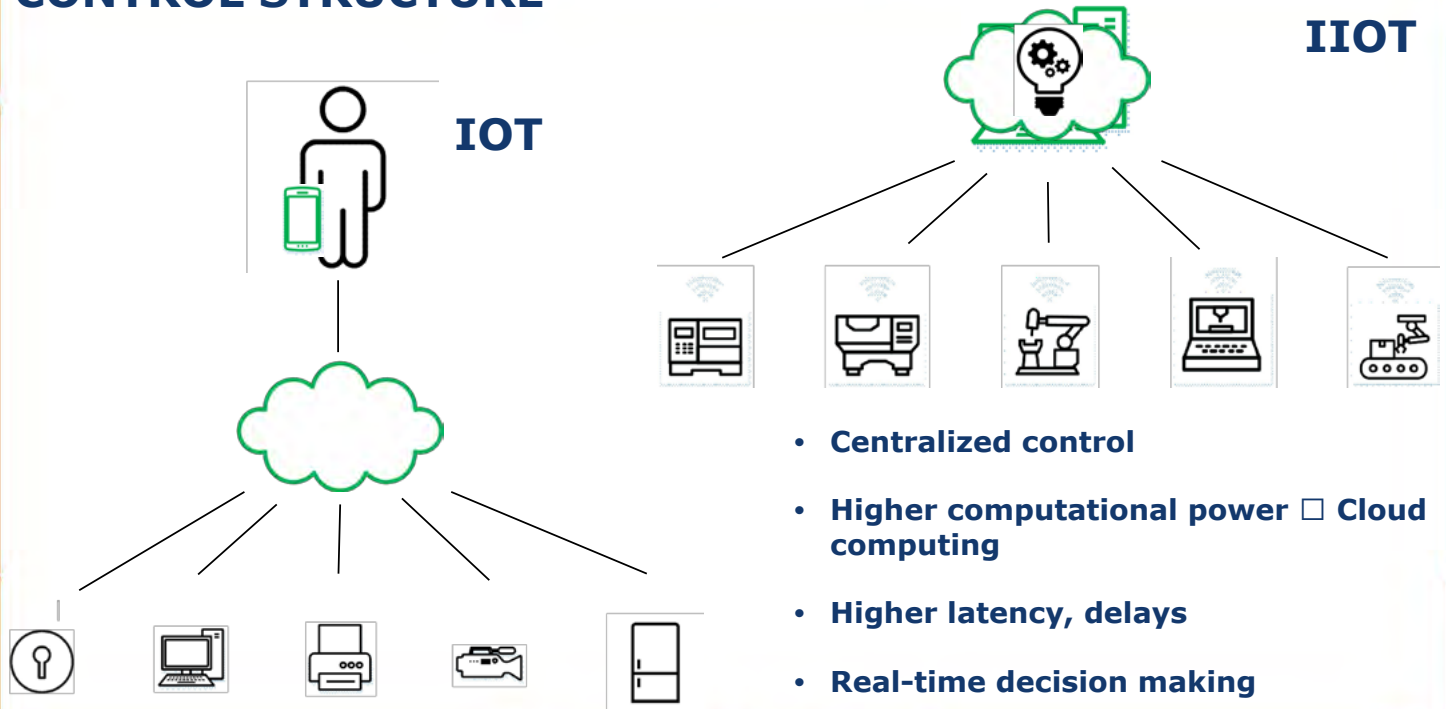 CONTROL STRUCTURE
IIOT
IOT
• Centralized control
• Higher computational power □ Cloud
computing
• Higher latency, delays
• Real-time decision making